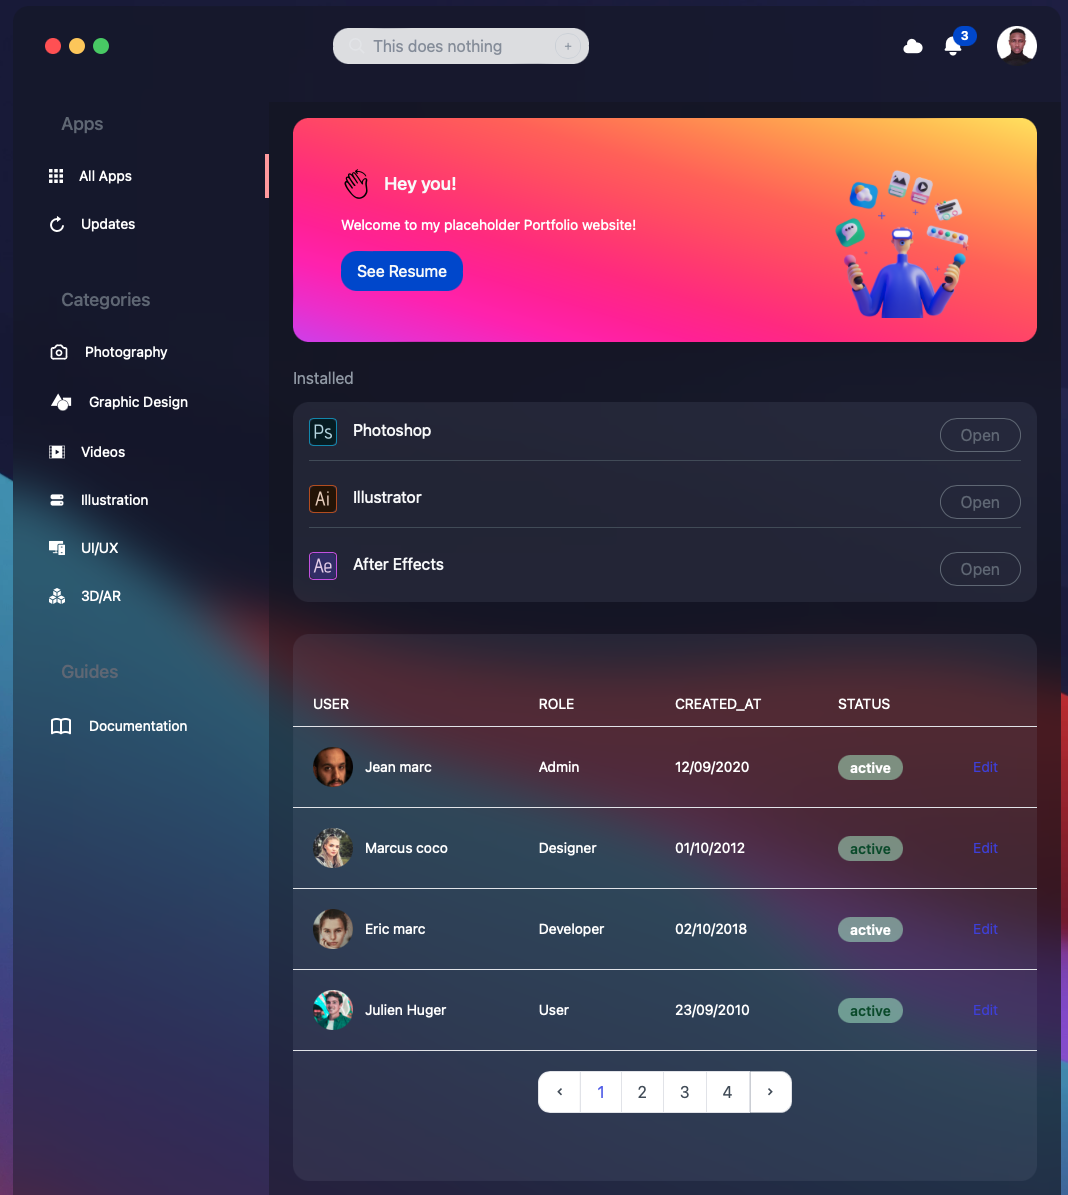 This does nothing
+
3
Apps
All Apps
Updates
Categories
Photography
Graphic Design
Videos
Illustration
UI/UX
3D/AR
Guides
Documentation
Hey you!
Welcome to my placeholder Portfolio website!
See Resume
Installed
Ps Photoshop Open
Ai Illustrator Open
Ae After Effects Open
USER ROLE CREATED_AT STATUS
Jean marc Admin 12/09/2020 active Edit
Marcus coco Designer 01/10/2012 active Edit
Eric marc Developer 02/10/2018 active Edit
Julien Huger User 23/09/2010 active Edit
‹ 1 2 3 4 ›